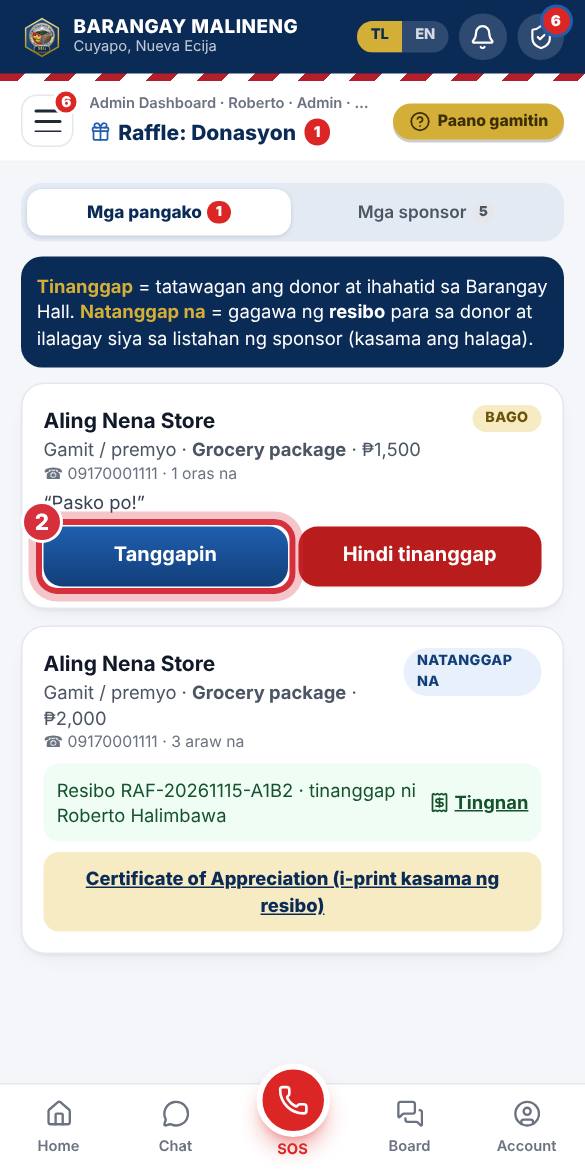 BARANGAY MALINENG
Cuyapo, Nueva Ecija
TL EN
6
6
Admin Dashboard · Roberto · Admin · ...
Raffle: Donasyon 1
Paano gamitin
Mga pangako 1
Mga sponsor 5
Tinanggap = tatawagan ang donor at ihahatid sa Barangay
Hall. Natanggap na = gagawa ng resibo para sa donor at
ilalagay siya sa listahan ng sponsor (kasama ang halaga).
Aling Nena Store
BAGO
Gamit / premyo · Grocery package · ₱1,500
☎ 09170001111 · 1 oras na
“Pasko po!”
2
Tanggapin
Hindi tinanggap
Aling Nena Store
NATANGGAP
NA
Gamit / premyo · Grocery package ·
₱2,000
☎ 09170001111 · 3 araw na
Resibo RAF-20261115-A1B2 · tinanggap ni
Roberto Halimbawa
Tingnan
Certificate of Appreciation (i-print kasama ng
resibo)
Home
Chat
SOS
Board
Account